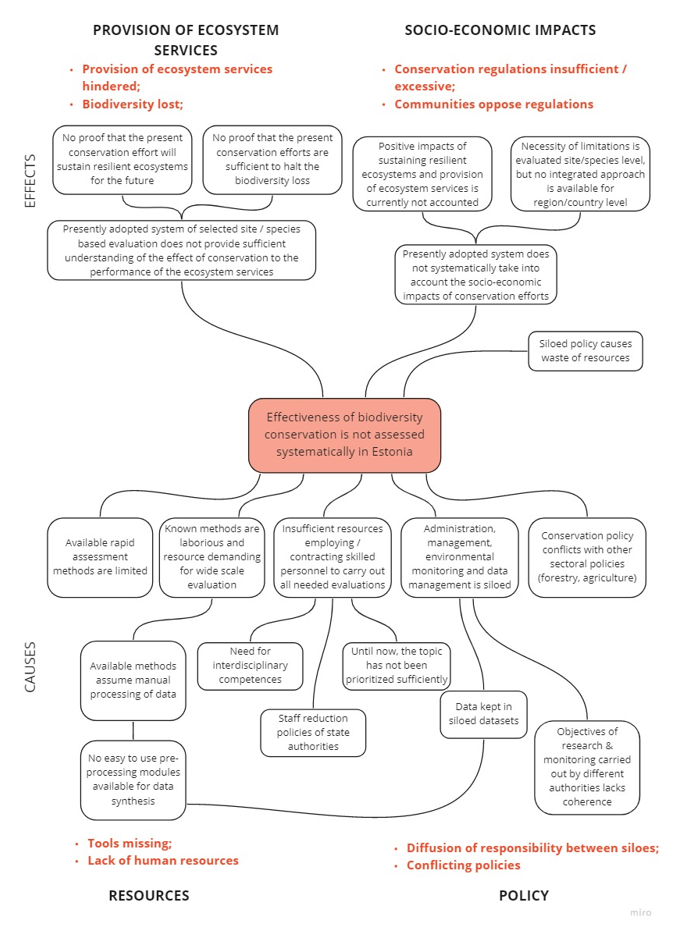 PROVISION OF ECOSYSTEM
SERVICES
• Provision of ecosystem services
hindered;
• Biodiversity lost;
SOCIO-ECONOMIC IMPACTS
• Conservation regulations insufficient /
excessive;
• Communities oppose regulations
EFFECTS
No proof that the present
conservation effort will
sustain resilient ecosystems
for the future
No proof that the present
conservation efforts are
sufficient to halt the
biodiversity loss
Positive impacts of
sustaining resilient
ecosystems and provision
of ecosystem services is
currently not accounted
Necessity of limitations is
evaluated site/species level,
but no integrated approach
is available for
region/country level
Presently adopted system of selected site / species
based evaluation does not provide sufficient
understanding of the effect of conservation to the
performance of the ecosystem services
Presently adopted system does
not systematically take into
account the socio-economic
impacts of conservation efforts
Siloed policy causes
waste of resources
Effectiveness of biodiversity
conservation is not assessed
systematically in Estonia
Available rapid
assessment
methods are limited
Known methods are
laborious and
resource demanding
for wide scale
evaluation
Insufficient resources
employing /
contracting skilled
personnel to carry out
all needed evaluations
Administration,
management,
environmental
monitoring and data
management is siloed
Conservation policy
conflicts with other
sectoral policies
(forestry, agriculture)
CAUSES
Available methods
assume manual
processing of data
Need for
interdisciplinary
competences
Until now, the topic
has not been
prioritized sufficiently
Staff reduction
policies of state
authorities
Data kept in
siloed datasets
Objectives of
research &
monitoring carried
out by different
authorities lacks
coherence
No easy to use pre-
processing modules
available for data
synthesis
• Tools missing;
• Lack of human resources
• Diffusion of responsibility between siloes;
• Conflicting policies
RESOURCES
POLICY
miro